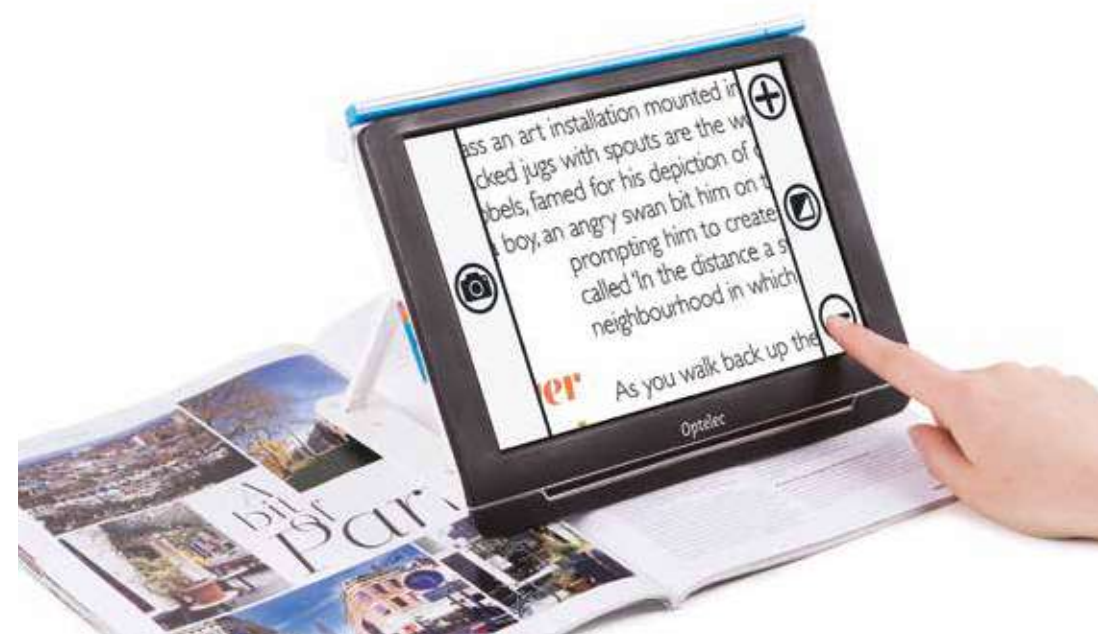 ass an art installation mounted in
cked jugs with spouts are the w
bels, famed for his depiction of
boy, an angry swan bit him on t
prompting him to create
called 'In the distance a s
neighbourhood in which
er
As you walk back up the
Optelec
A
bit
of
par